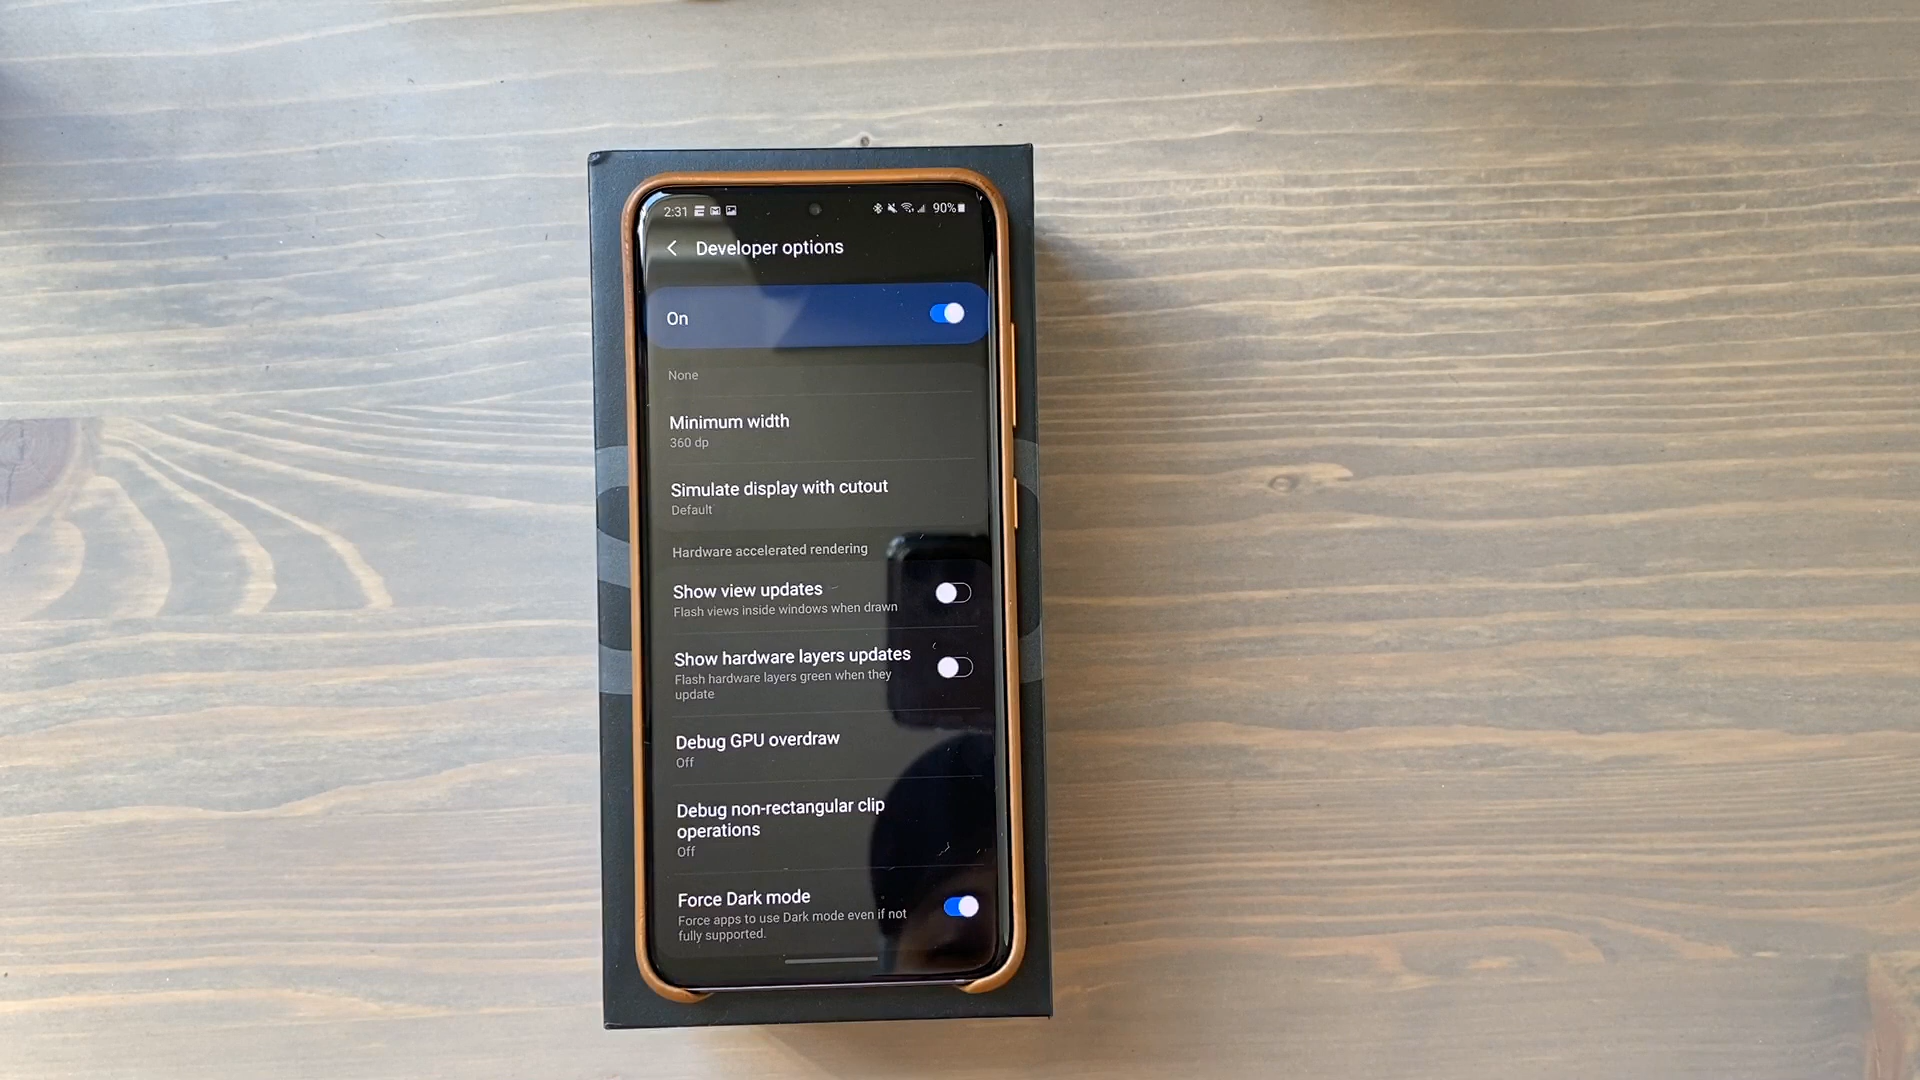 2:31 90%
Developer options
On
None
Minimum width
360 dp
Simulate display with cutout
Default
Hardware accelerated rendering
Show view updates
Flash views inside windows when drawn
Show hardware layers updates
Flash hardware layers green when they
update
Debug GPU overdraw
Off
Debug non-rectangular clip
operations
Off
Force Dark mode
Force apps to use Dark mode even if not
fully supported.